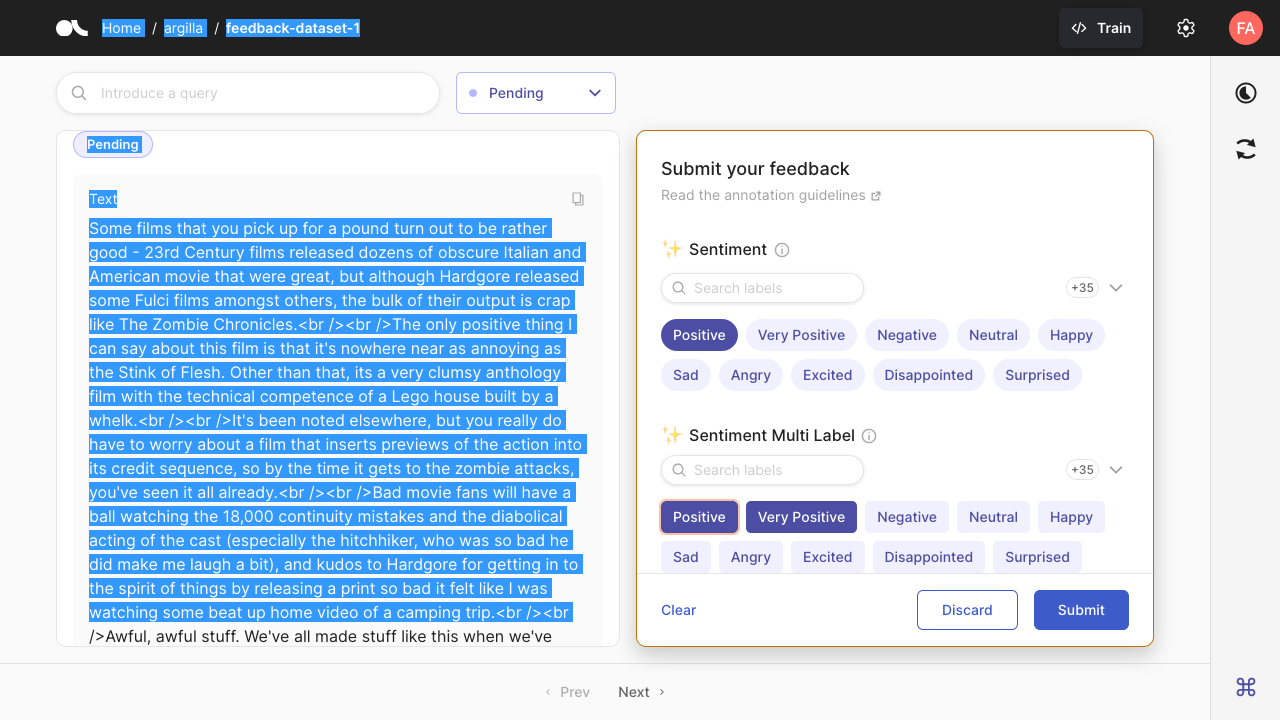 Home / argilla / feedback-dataset-1
Train
FA
Introduce a query
Pending
Pending
Text
Some films that you pick up for a pound turn out to be rather
good - 23rd Century films released dozens of obscure Italian and
American movie that were great, but although Hardgore released
some Fulci films amongst others, the bulk of their output is crap
like The Zombie Chronicles.<br /><br />The only positive thing I
can say about this film is that it's nowhere near as annoying as
the Stink of Flesh. Other than that, its a very clumsy anthology
film with the technical competence of a Lego house built by a
whelk.<br /><br />It's been noted elsewhere, but you really do
have to worry about a film that inserts previews of the action into
its credit sequence, so by the time it gets to the zombie attacks,
you've seen it all already.<br /><br />Bad movie fans will have a
ball watching the 18,000 continuity mistakes and the diabolical
acting of the cast (especially the hitchhiker, who was so bad he
did make me laugh a bit), and kudos to Hardgore for getting in to
the spirit of things by releasing a print so bad it felt like I was
watching some beat up home video of a camping trip.<br /><br
/>Awful, awful stuff. We've all made stuff like this when we've
Submit your feedback
Read the annotation guidelines
Sentiment
Search labels
+35
Positive Very Positive Negative Neutral Happy
Sad Angry Excited Disappointed Surprised
Sentiment Multi Label
Search labels
+35
Positive Very Positive Negative Neutral Happy
Sad Angry Excited Disappointed Surprised
Clear
Discard
Submit
Prev
Next